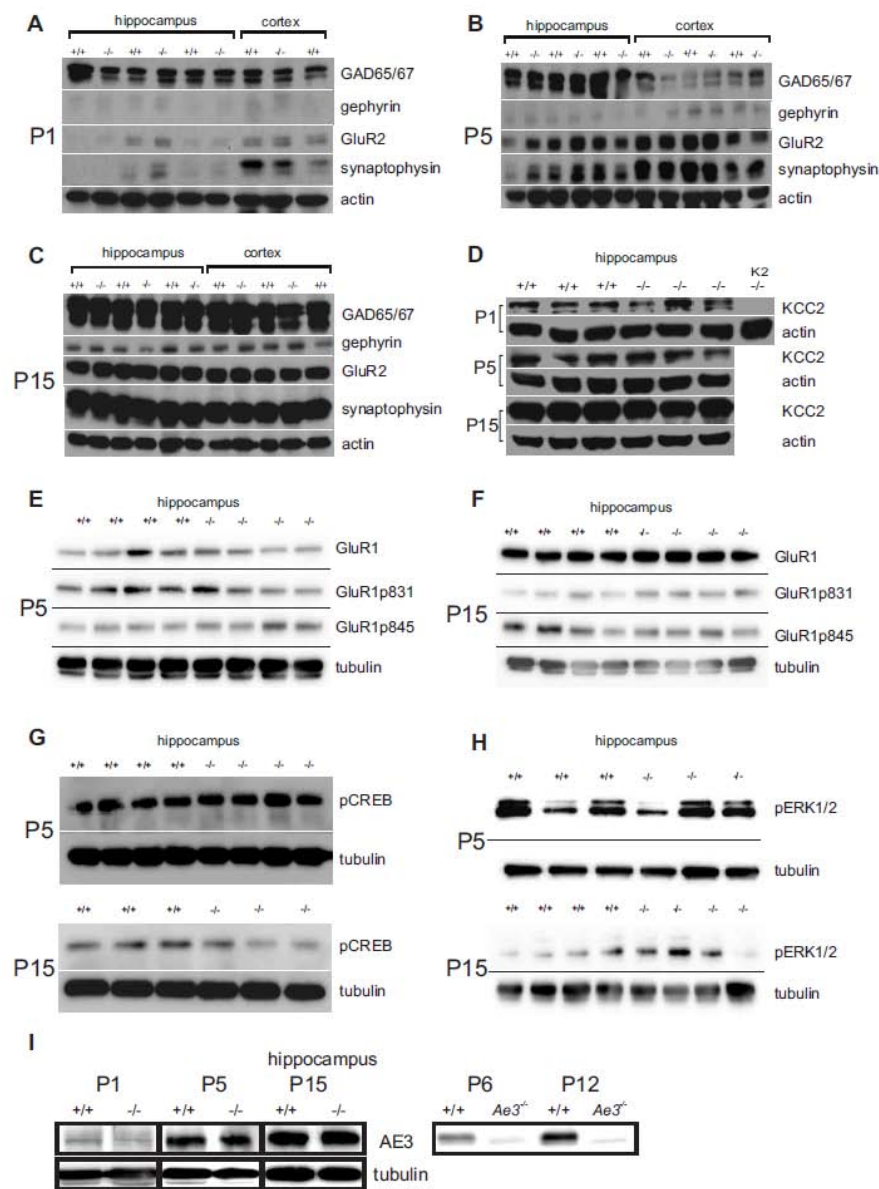 A
hippocampus cortex
+/+ -/- +/+ -/- +/+ -/- +/+ -/- +/+
P1
GAD65/67
gephyrin
GluR2
synaptophysin
actin
B
hippocampus cortex
+/+ -/- +/+ -/- +/+ -/- +/+ -/- +/+ -/- +/+ -/-
P5
GAD65/67
gephyrin
GluR2
synaptophysin
actin
C
hippocampus cortex
+/+ -/- +/+ -/- +/+ -/- +/+ -/- +/+ -/- +/+
P15
GAD65/67
gephyrin
GluR2
synaptophysin
actin
D
hippocampus
K2
+/+ +/+ +/+ -/- -/- -/- -/-
P1
KCC2
actin
P5
KCC2
actin
P15
KCC2
actin
E
hippocampus
+/+ +/+ +/+ +/+ -/- -/- -/- -/-
P5
GluR1
GluR1p831
GluR1p845
tubulin
F
hippocampus
+/+ +/+ +/+ +/+ -/- -/- -/- -/-
P15
GluR1
GluR1p831
GluR1p845
tubulin
G
hippocampus
+/+ +/+ +/+ +/+ -/- -/- -/- -/-
P5
pCREB
tubulin
+/+ +/+ +/+ -/- -/- -/-
P15
pCREB
tubulin
H
hippocampus
+/+ +/+ +/+ -/- -/- -/-
P5
pERK1/2
tubulin
+/+ +/+ +/+ +/+ -/- -/- -/- -/-
P15
pERK1/2
tubulin
I
hippocampus
P1 P5 P15 P6 P12
+/+ -/- +/+ -/- +/+ -/- +/+ Ae3-/- +/+ Ae3-/-
AE3
tubulin